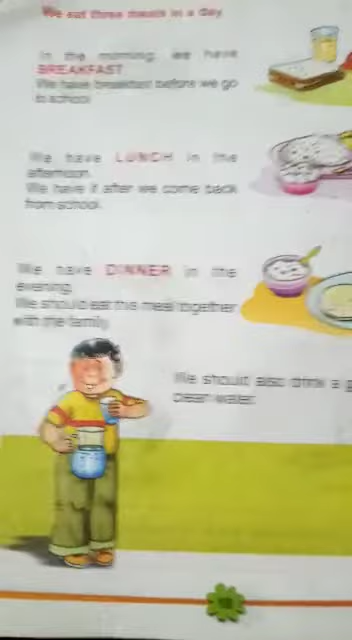 We eat three meals in a day
In the morning, we have
BREAKFAST
We have breakfast before we go
to school.
We have LUNCH in the
afternoon.
We have it after we come back
from school.
We have DINNER in the
evening.
We should eat this meal together
with the family.
We should also drink a
clean water.